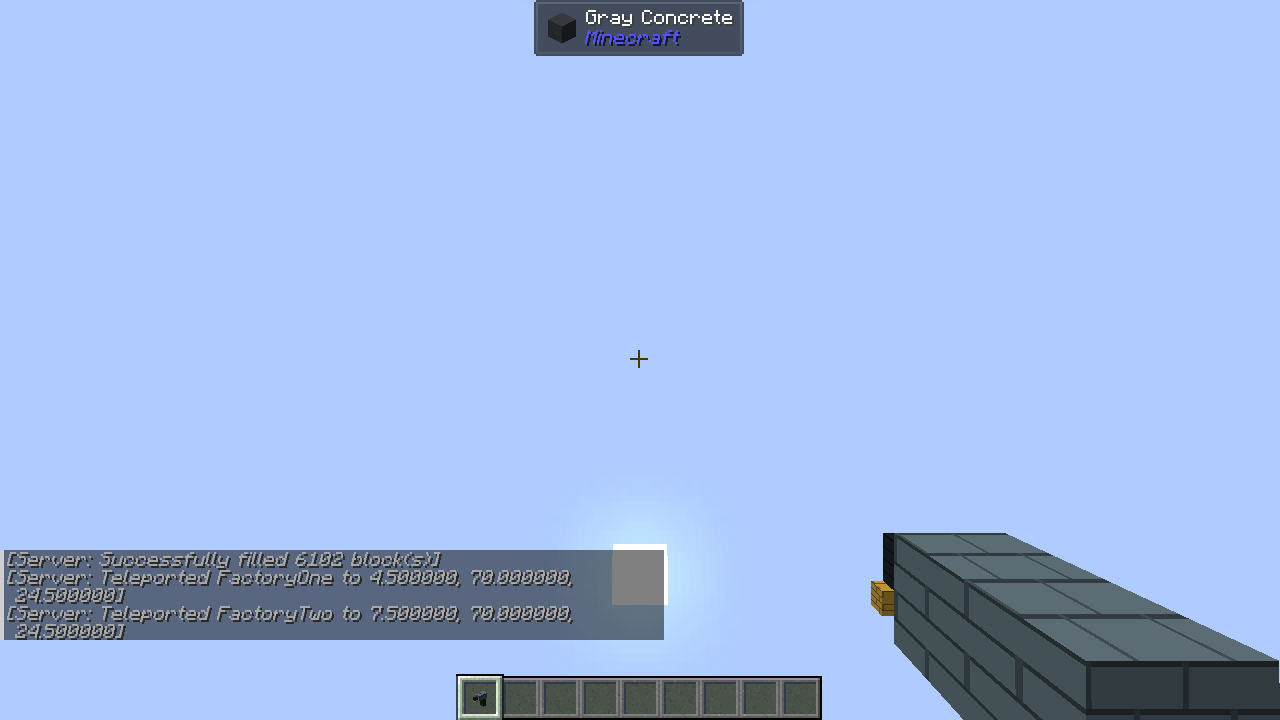 Gray Concrete
Minecraft
[Server: Successfully filled 6102 block(s)]
[Server: Teleported FactoryOne to 4.500000, 70.000000,
24.500000]
[Server: Teleported FactoryTwo to 7.500000, 70.000000,
24.500000]